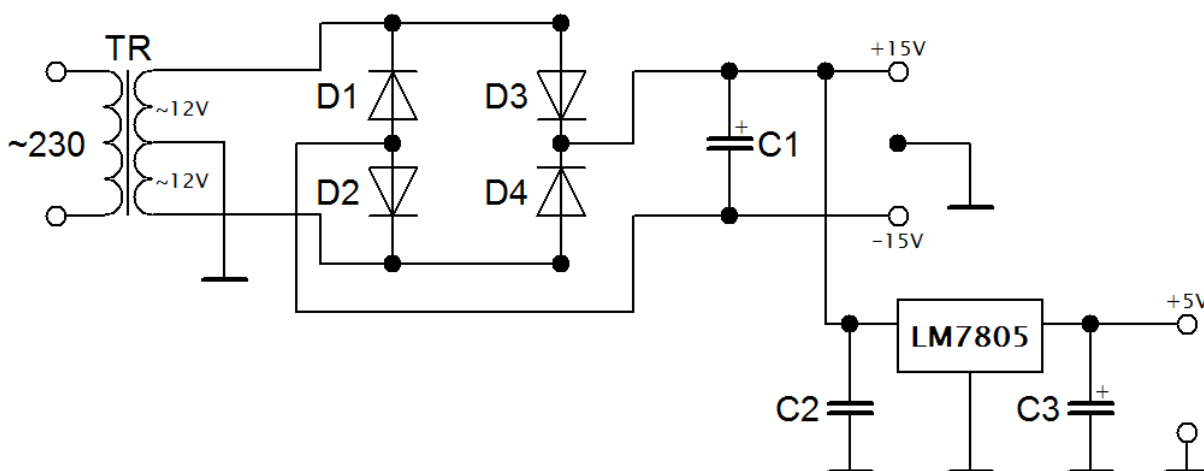 TR
~230
~12V
~12V
D1
D3
D2
D4
+
C1
+15V
-15V
LM7805
+5V
C2
C3
+